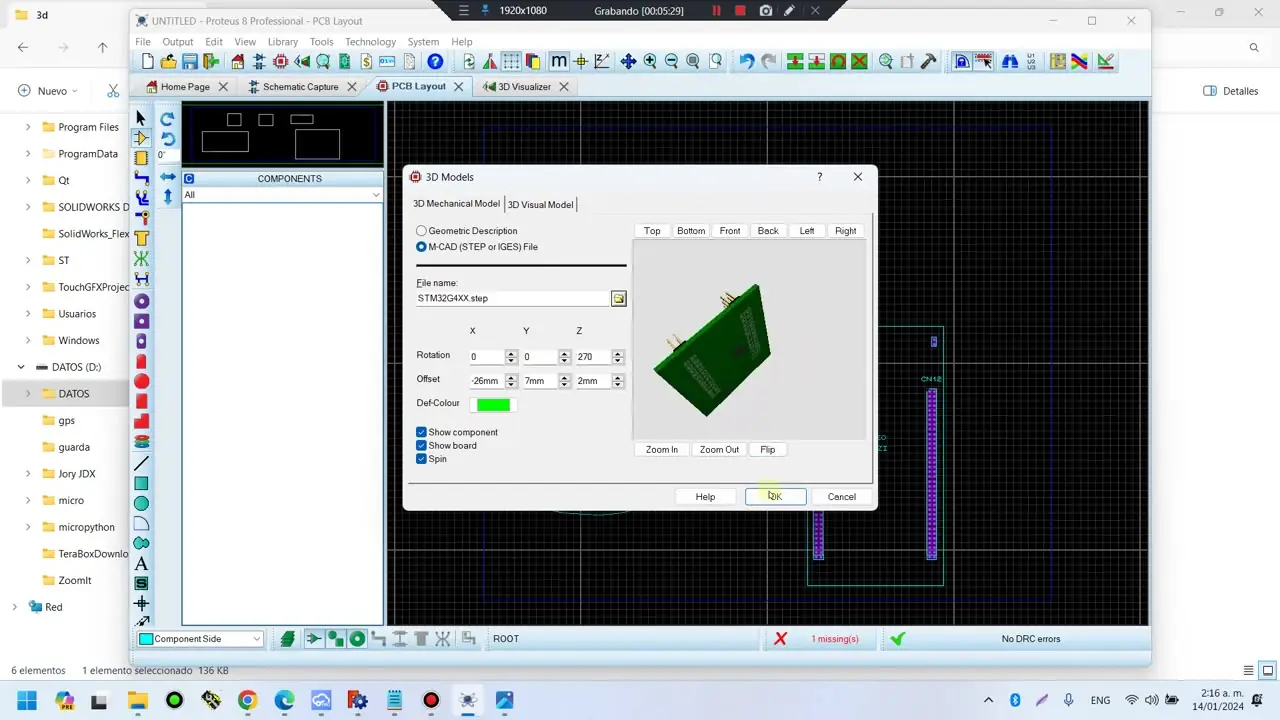 3d
1920x1080
Grabando (00:05:29)
UNTITLED - Proteus 8 Professional - PCB Layout
File Output Edit View Library Tools Technology System Help
Nuevo
Detalles
Home Page
Schematic Capture
PCB Layout
3D Visualizer
Program Files
ProgramData
Qt
SOLIDWORKS D
SolidWorks_Flex
ST
TouchGFXProjec
Usuarios
Windows
DATOS (D:)
DATOS
gps
guarda
Jory JDX
micro
micropython
TeraBoxDownlo
ZoomIt
Red
0°
C COMPONENTS
All
3D Models
?
3D Mechanical Model
3D Visual Model
Geometric Description
M-CAD (STEP or IGES) File
File name:
STM32G4XX.step
X Y Z
Rotation 0 0 270
Offset -26mm 7mm 2mm
Def-Colour
Show component
Show board
Spin
Top Bottom Front Back Left Right
Zoom In Zoom Out Flip
Help OK Cancel
CN12
Component Side
ROOT
1 missing(s)
No DRC errors
6 elementos 1 elemento seleccionado 136 KB
ENG
2:16 a. m.
14/01/2024